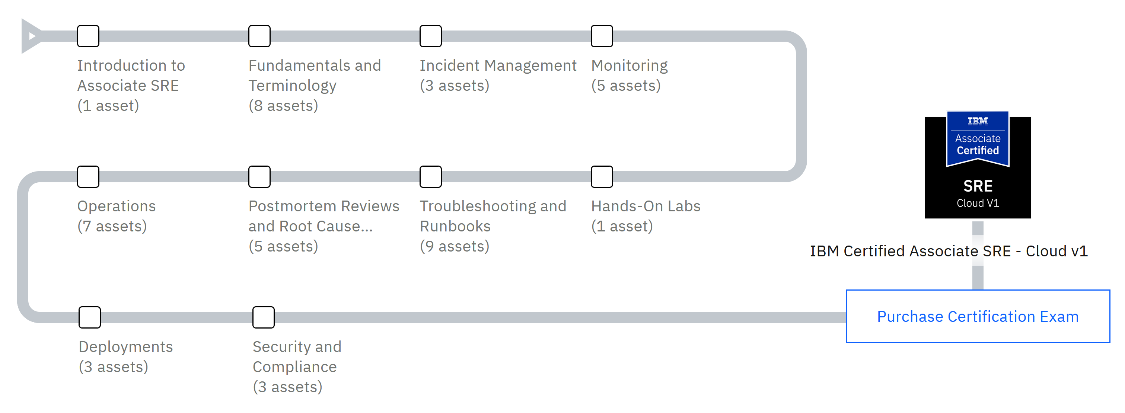 Introduction to
Associate SRE
(1 asset)
Fundamentals and
Terminology
(8 assets)
Incident Management
(3 assets)
Monitoring
(5 assets)
Operations
(7 assets)
Postmortem Reviews
and Root Cause...
(5 assets)
Troubleshooting and
Runbooks
(9 assets)
Hands-On Labs
(1 asset)
Deployments
(3 assets)
Security and
Compliance
(3 assets)
IBM
Associate
Certified
SRE
Cloud V1
IBM Certified Associate SRE - Cloud v1
Purchase Certification Exam